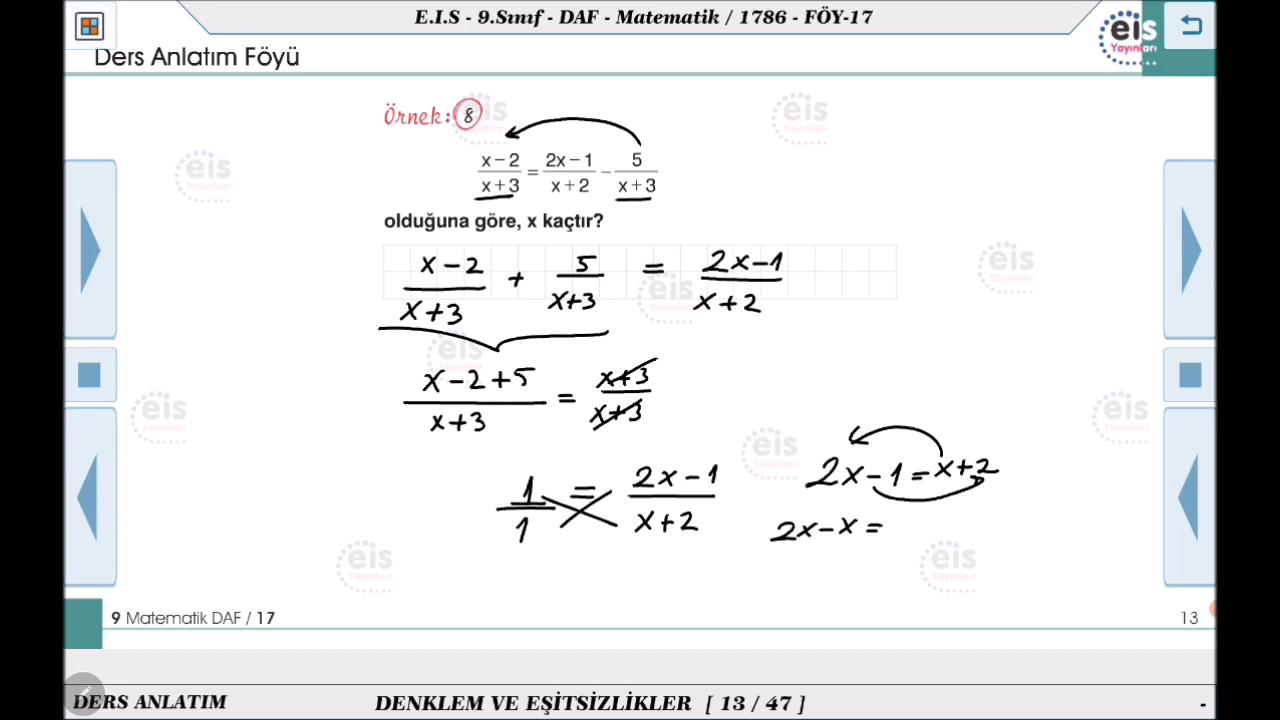 E.I.S - 9.Sınıf - DAF - Matematik / 1786 - FÖY-17
eis
Yayınları
Ders Anlatım Föyü
Örnek: 8
x−2/x+3 = 2x−1/x+2 − 5/x+3
olduğuna göre, x kaçtır?
x−2/x+3 + 5/x+3 = 2x−1/x+2
x−2+5/x+3 = x+3/x+3
1/1 = 2x−1/x+2
2x−1=x+2
2x−x=
9 Matematik DAF / 17
13
DERS ANLATIM
DENKLEM VE EŞİTSİZLİKLER [ 13 / 47 ]
-